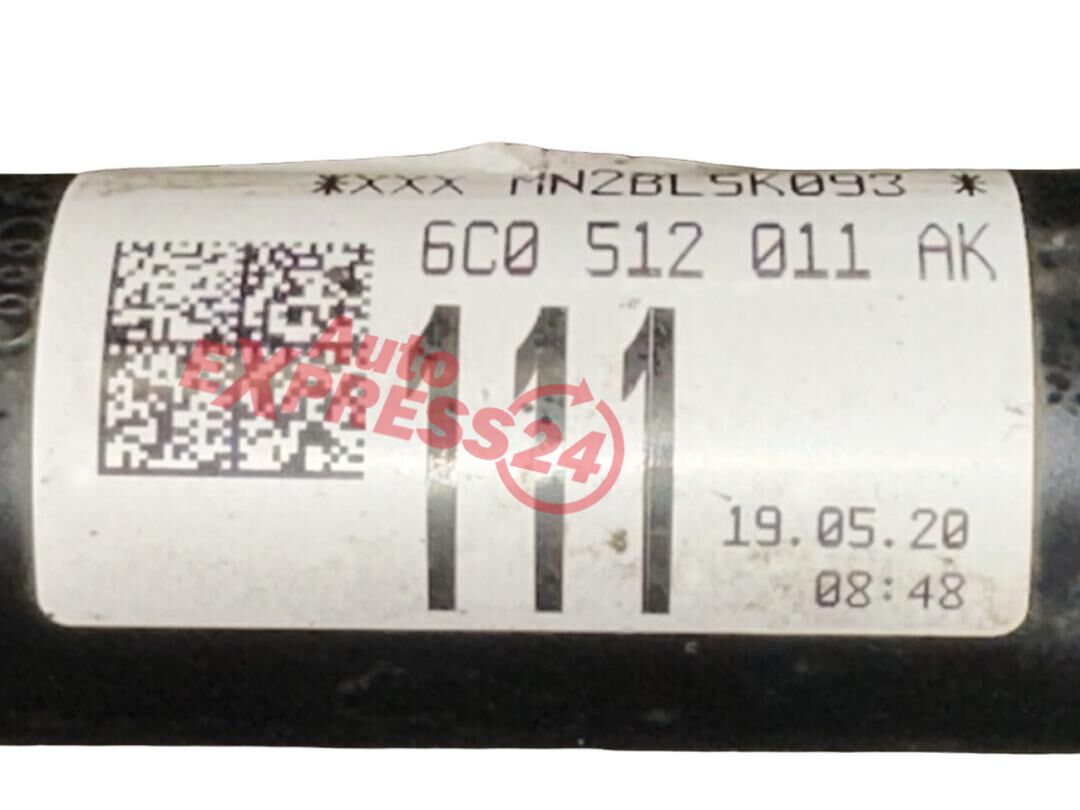 *XXX MN2BL5K093 *
6C0 512 011 AK
111
Auto
EXPRESS24
19.05.20
08:48